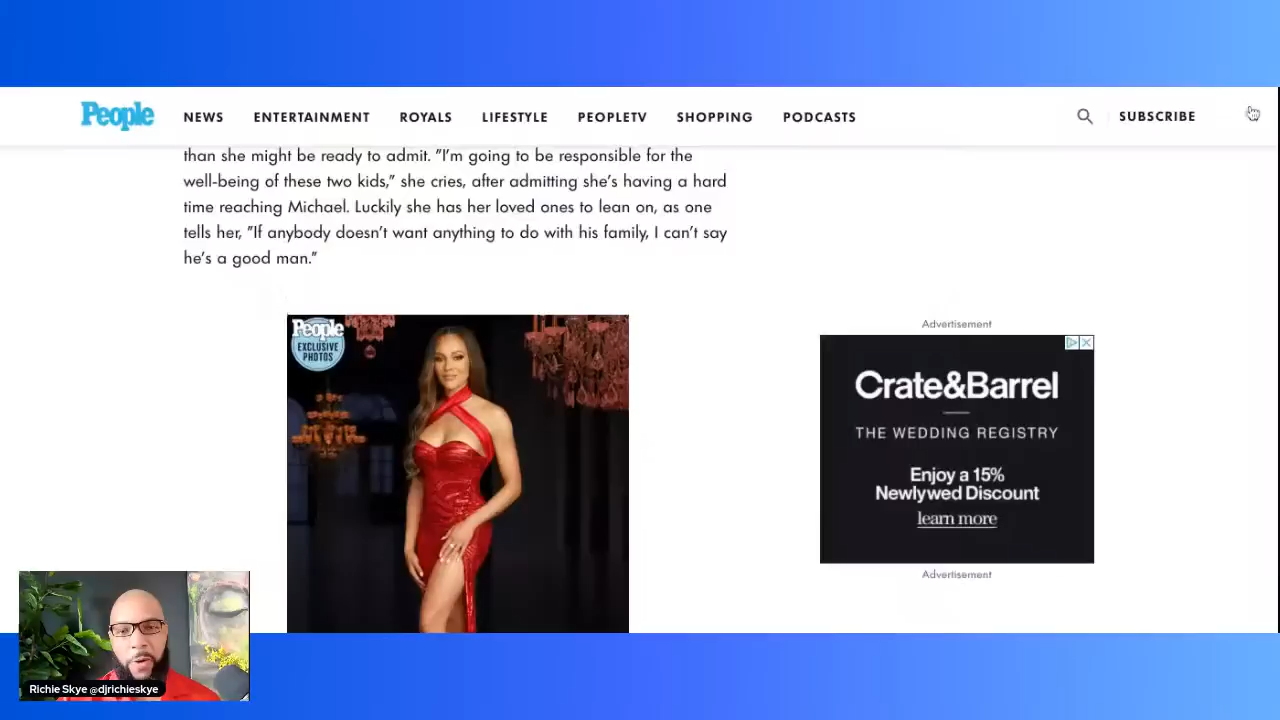 People NEWS ENTERTAINMENT ROYALS LIFESTYLE PEOPLETV SHOPPING PODCASTS SUBSCRIBE
than she might be ready to admit. "I'm going to be responsible for the
well-being of these two kids," she cries, after admitting she's having a hard
time reaching Michael. Luckily she has her loved ones to lean on, as one
tells her, "If anybody doesn't want anything to do with his family, I can't say
he's a good man."
People
EXCLUSIVE
PHOTOS
Advertisement
Crate&Barrel
THE WEDDING REGISTRY
Enjoy a 15%
Newlywed Discount
learn more
Advertisement
Richie Skye @djrichieskye